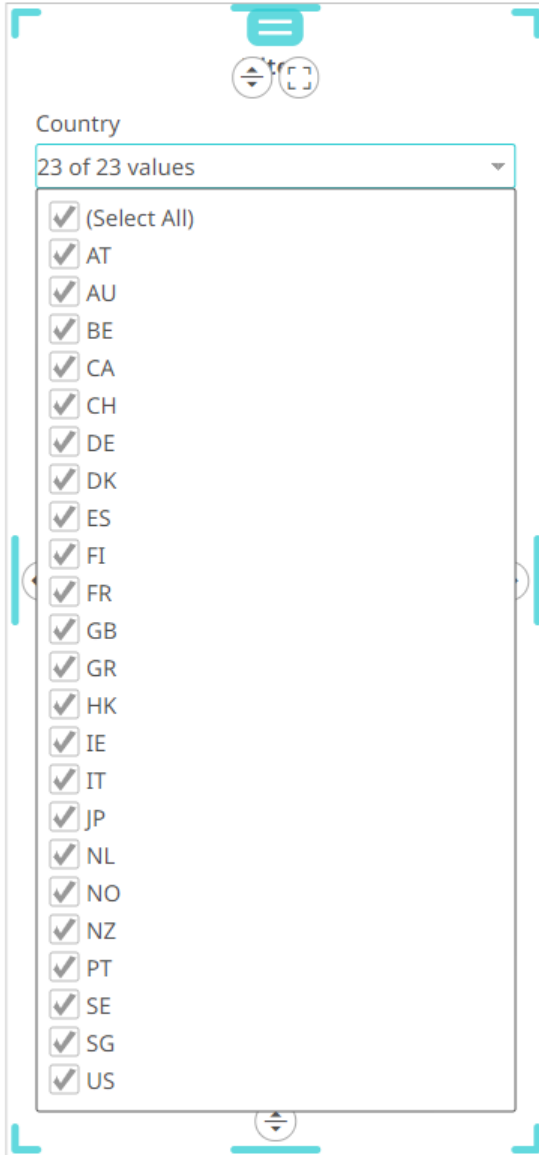 Country
23 of 23 values
(Select All)
AT
AU
BE
CA
CH
DE
DK
ES
FI
FR
GB
GR
HK
IE
IT
JP
NL
NO
NZ
PT
SE
SG
US